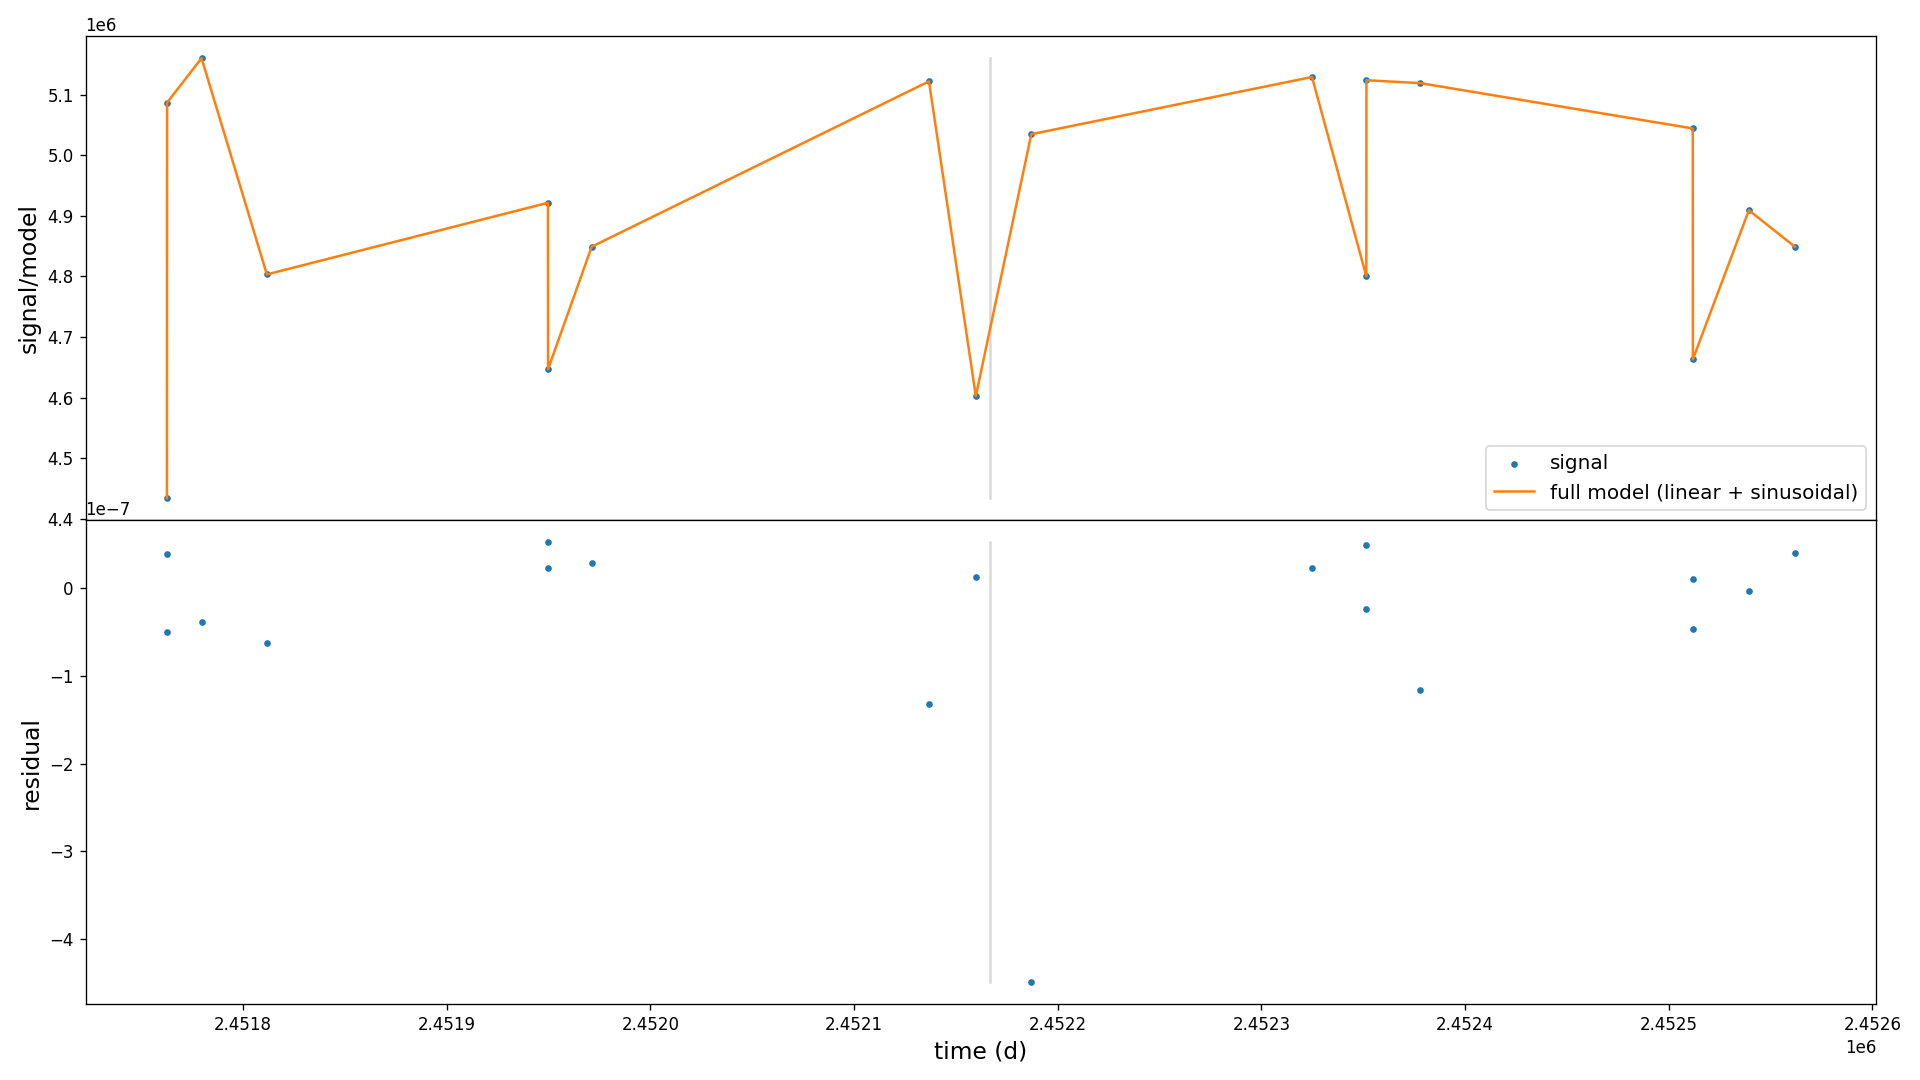 1e6
signal/model
5.1
5.0
4.9
4.8
4.7
4.6
4.5
4.4
signal
full model (linear + sinusoidal)
1e−7
residual
0
−1
−2
−3
−4
2.4518
2.4519
2.4520
2.4521
2.4522
2.4523
2.4524
2.4525
2.4526
time (d)
1e6